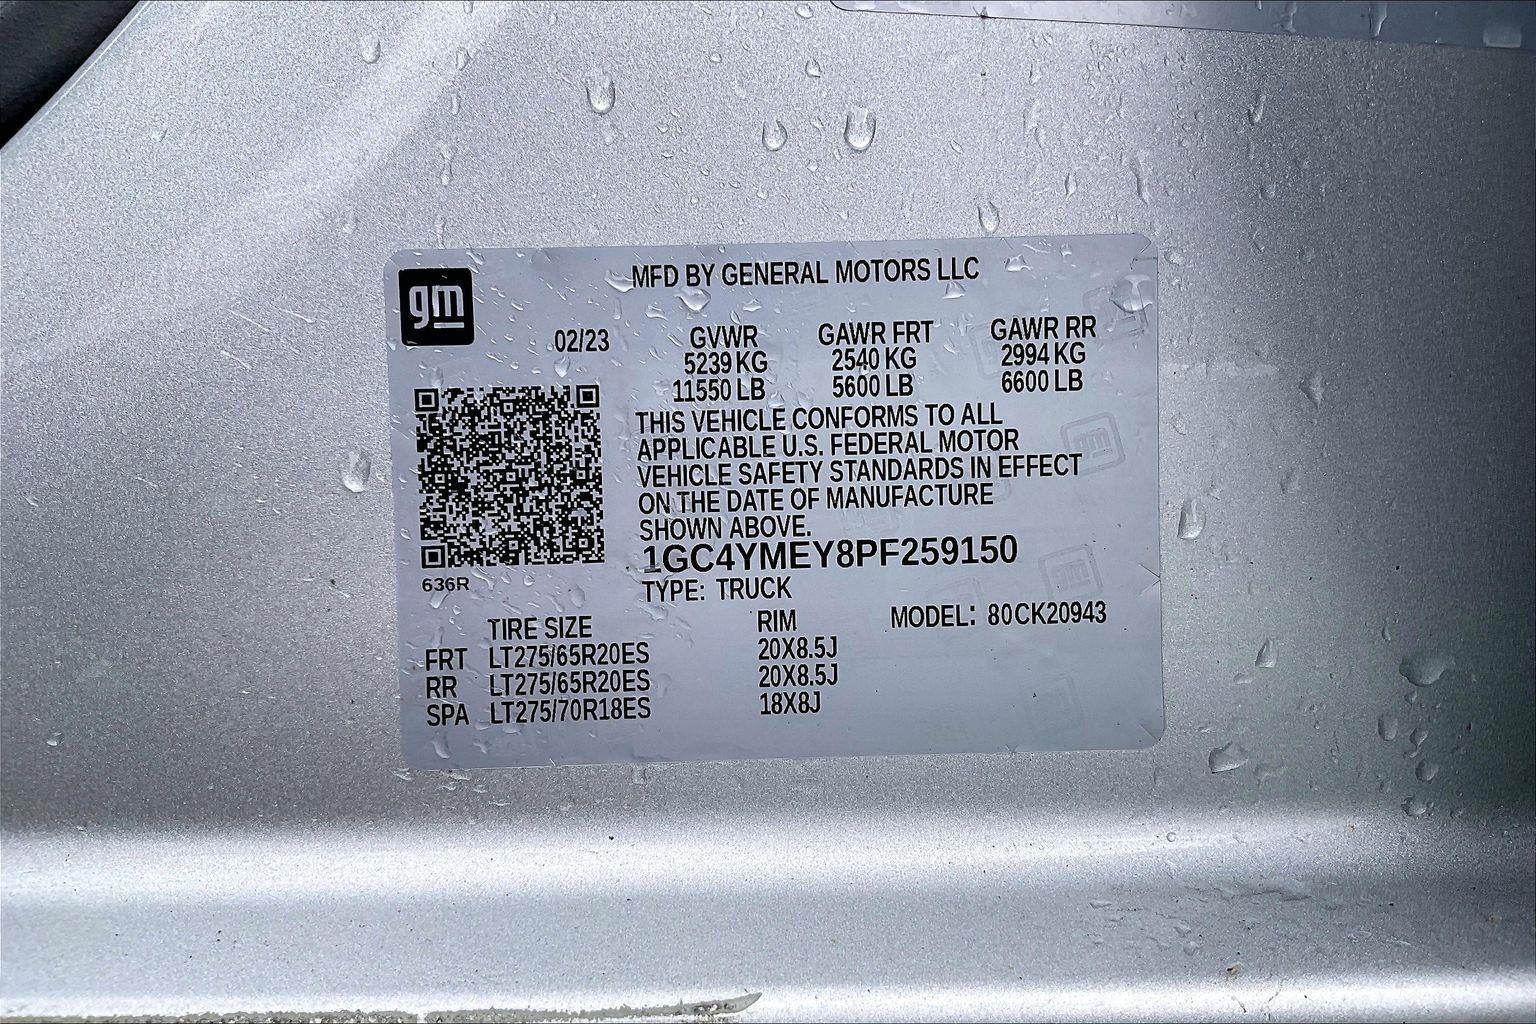 gm
MFD BY GENERAL MOTORS LLC
02/23 GVWR GAWR FRT GAWR RR
5239 KG 2540 KG 2994 KG
11550 LB 5600 LB 6600 LB
THIS VEHICLE CONFORMS TO ALL
APPLICABLE U.S. FEDERAL MOTOR
VEHICLE SAFETY STANDARDS IN EFFECT
ON THE DATE OF MANUFACTURE
SHOWN ABOVE.
1GC4YMEY8PF259150
636R
TYPE: TRUCK
TIRE SIZE RIM MODEL: 80CK20943
FRT LT275/65R20ES 20X8.5J
RR LT275/65R20ES 20X8.5J
SPA LT275/70R18ES 18X8J